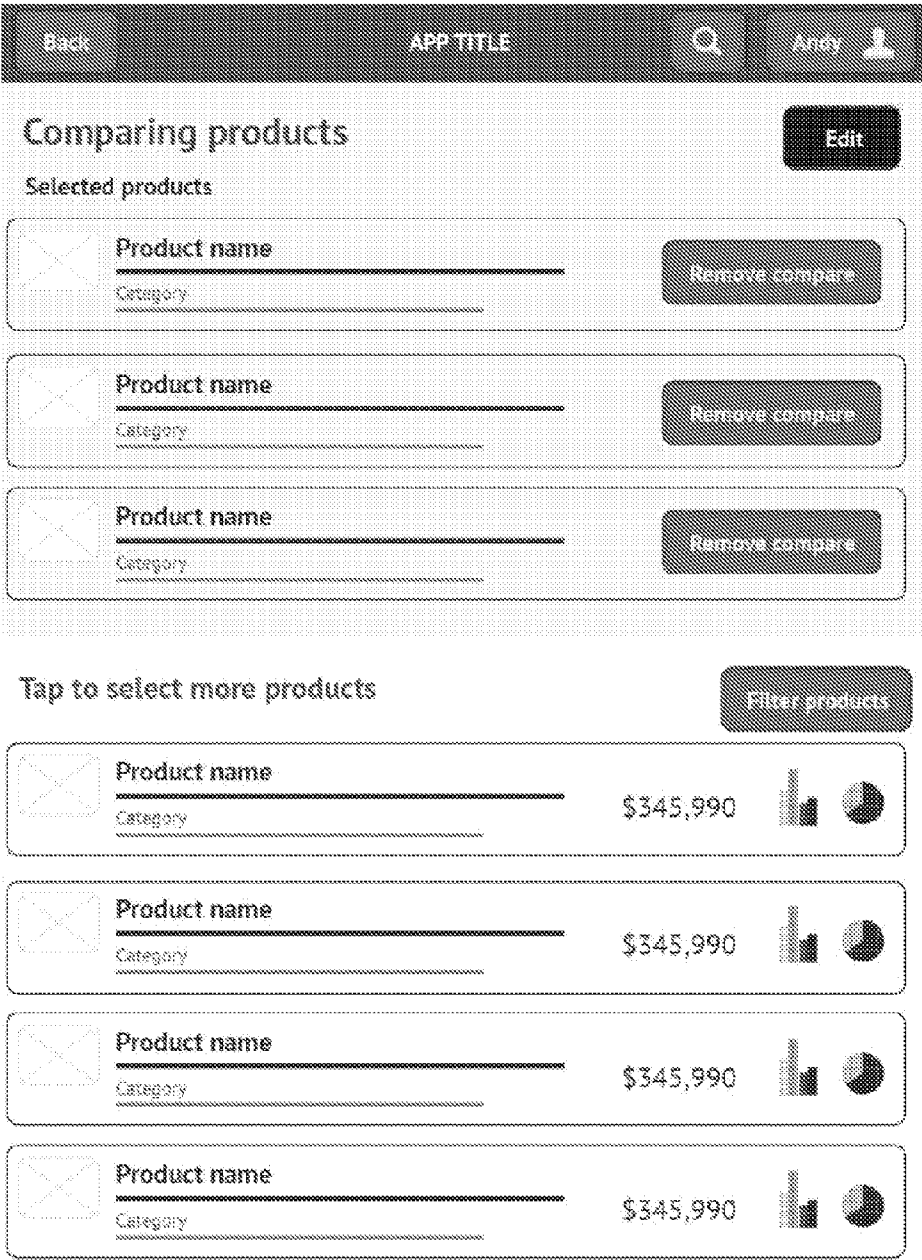 Back APP TITLE Andy
Comparing products Edit
Selected products
Product name
Category
Remove compare
Product name
Category
Remove compare
Product name
Category
Remove compare
Tap to select more products Filter products
Product name
Category
$345,990
Product name
Category
$345,990
Product name
Category
$345,990
Product name
Category
$345,990